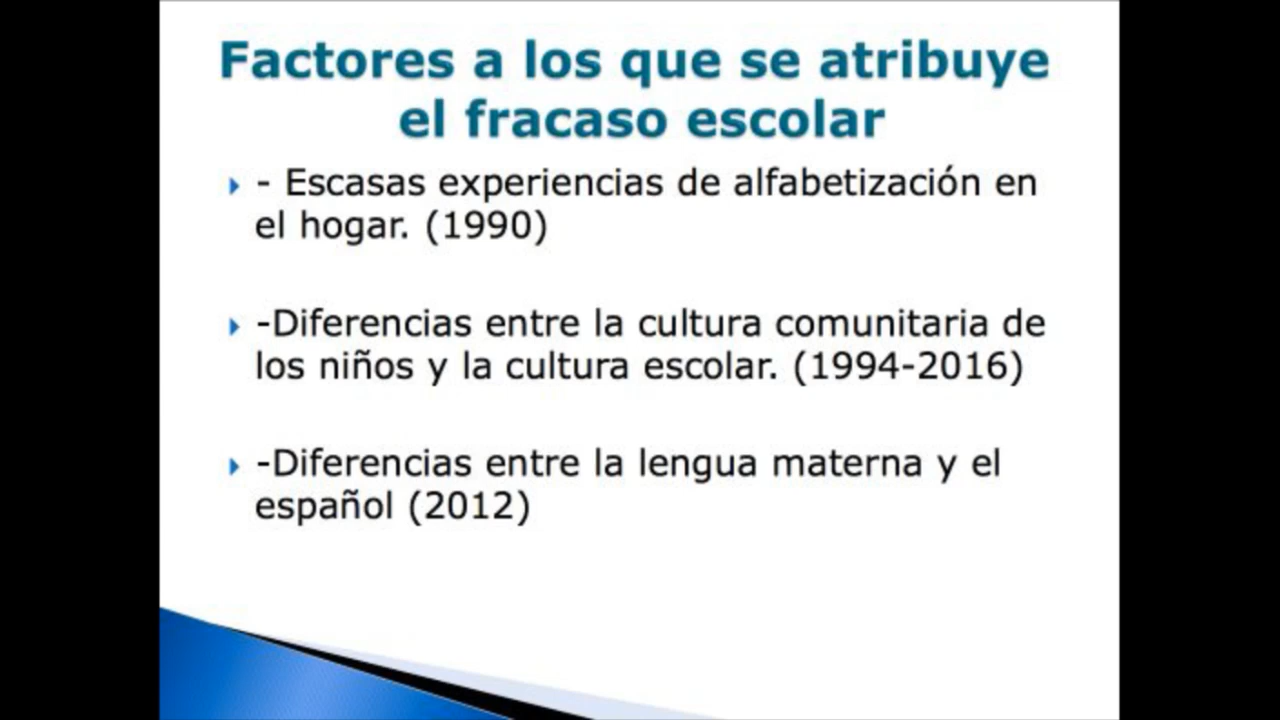 Factores a los que se atribuye
el fracaso escolar
- Escasas experiencias de alfabetización en
el hogar. (1990)
-Diferencias entre la cultura comunitaria de
los niños y la cultura escolar. (1994-2016)
-Diferencias entre la lengua materna y el
español (2012)